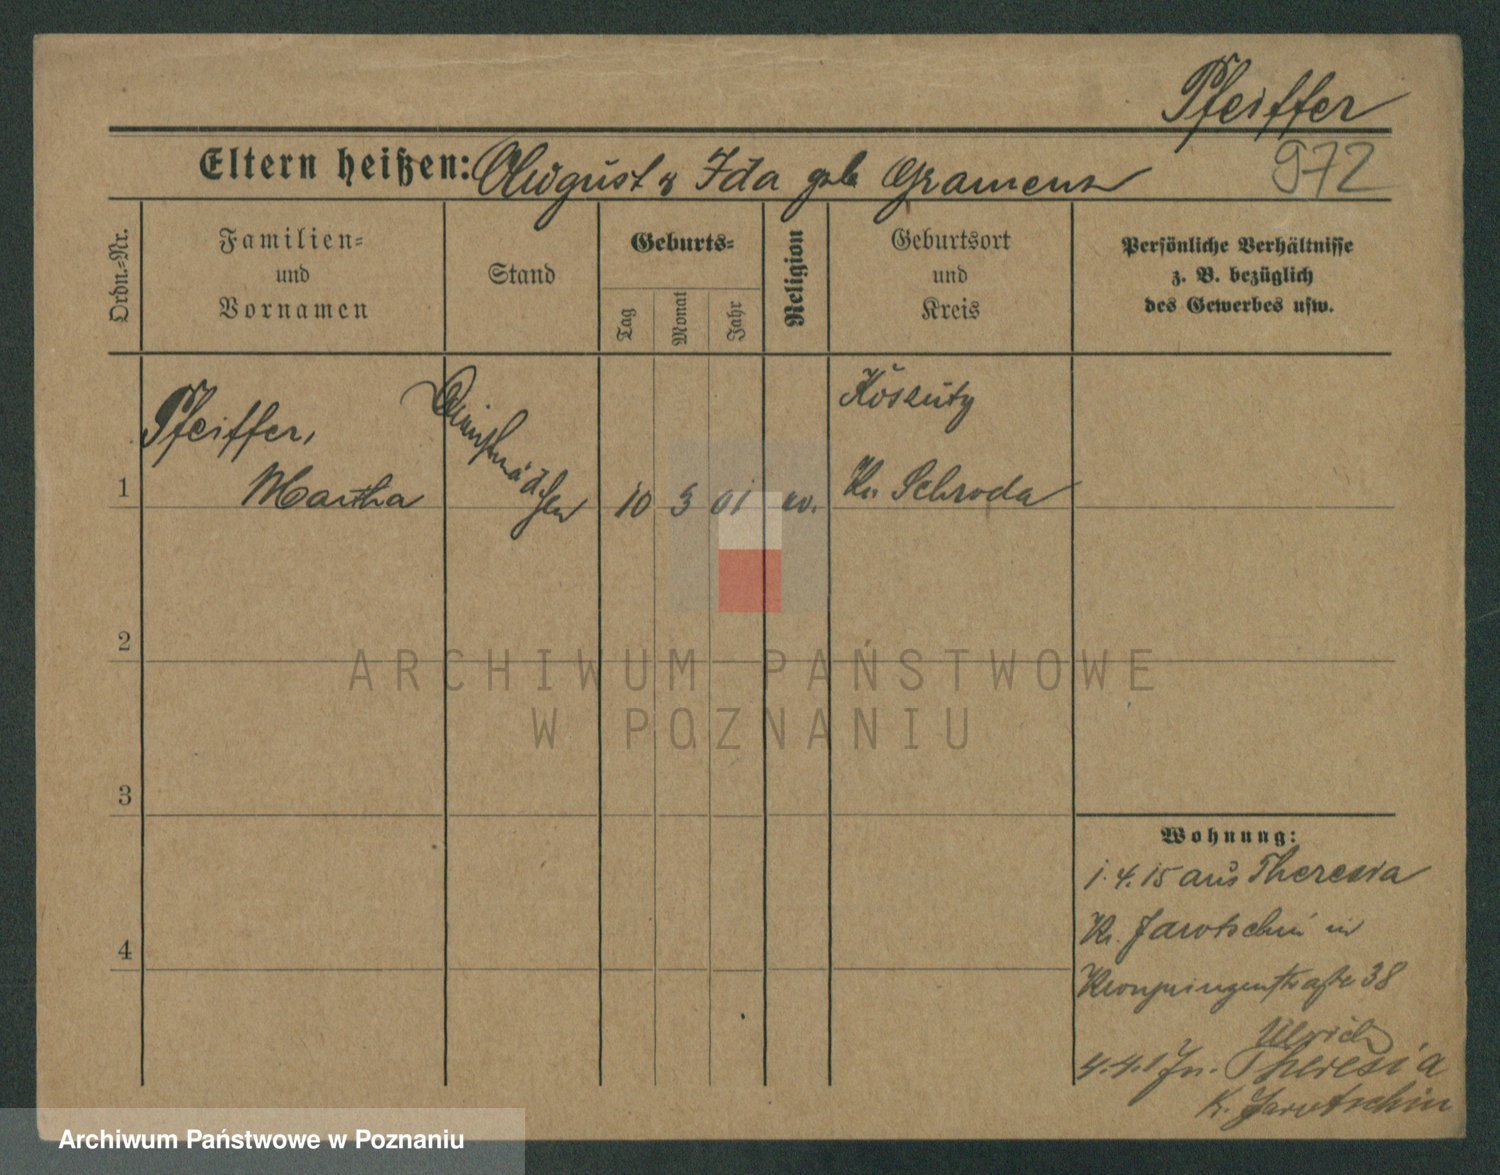 Pfeiffer
Eltern heißen: August & Ida geb Gramens
972
Ordn.-Nr.
Familien-
und
Vornamen
Stand
Geburts-
Tag
Monat
Jahr
Religion
Geburtsort
und
Kreis
Persönliche Verhältnisse
z. B. bezüglich
des Gewerbes usw.
1
Pfeiffer,
Martha
Dienstmädchen
10 3 01 ev.
Koszuty
Kr. Schroda
2
3
4
Wohnung:
1.4.15 aus Theresia
Kr. Jarotschin in
Kronprinzenstraße 38
Ulrich
4.4.17 n. Theresia
K. Jarotschin
ARCHIWUM PAŃSTWOWE
W POZNANIU
Archiwum Państwowe w Poznaniu